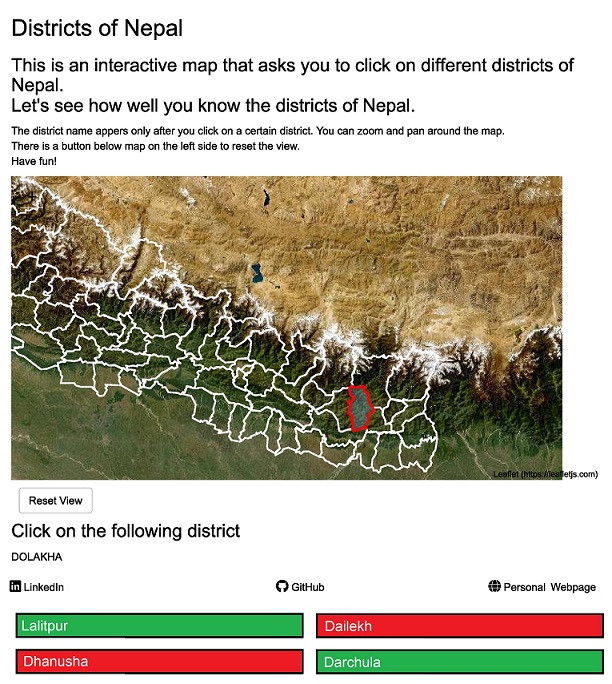 Districts of Nepal
This is an interactive map that asks you to click on different districts of
Nepal.
Let's see how well you know the districts of Nepal.
The district name appers only after you click on a certain district. You can zoom and pan around the map.
There is a button below map on the left side to reset the view.
Have fun!
Leaflet (https://leafletjs.com)
Reset View
Click on the following district
DOLAKHA
LinkedIn GitHub Personal Webpage
Lalitpur Dailekh
Dhanusha Darchula